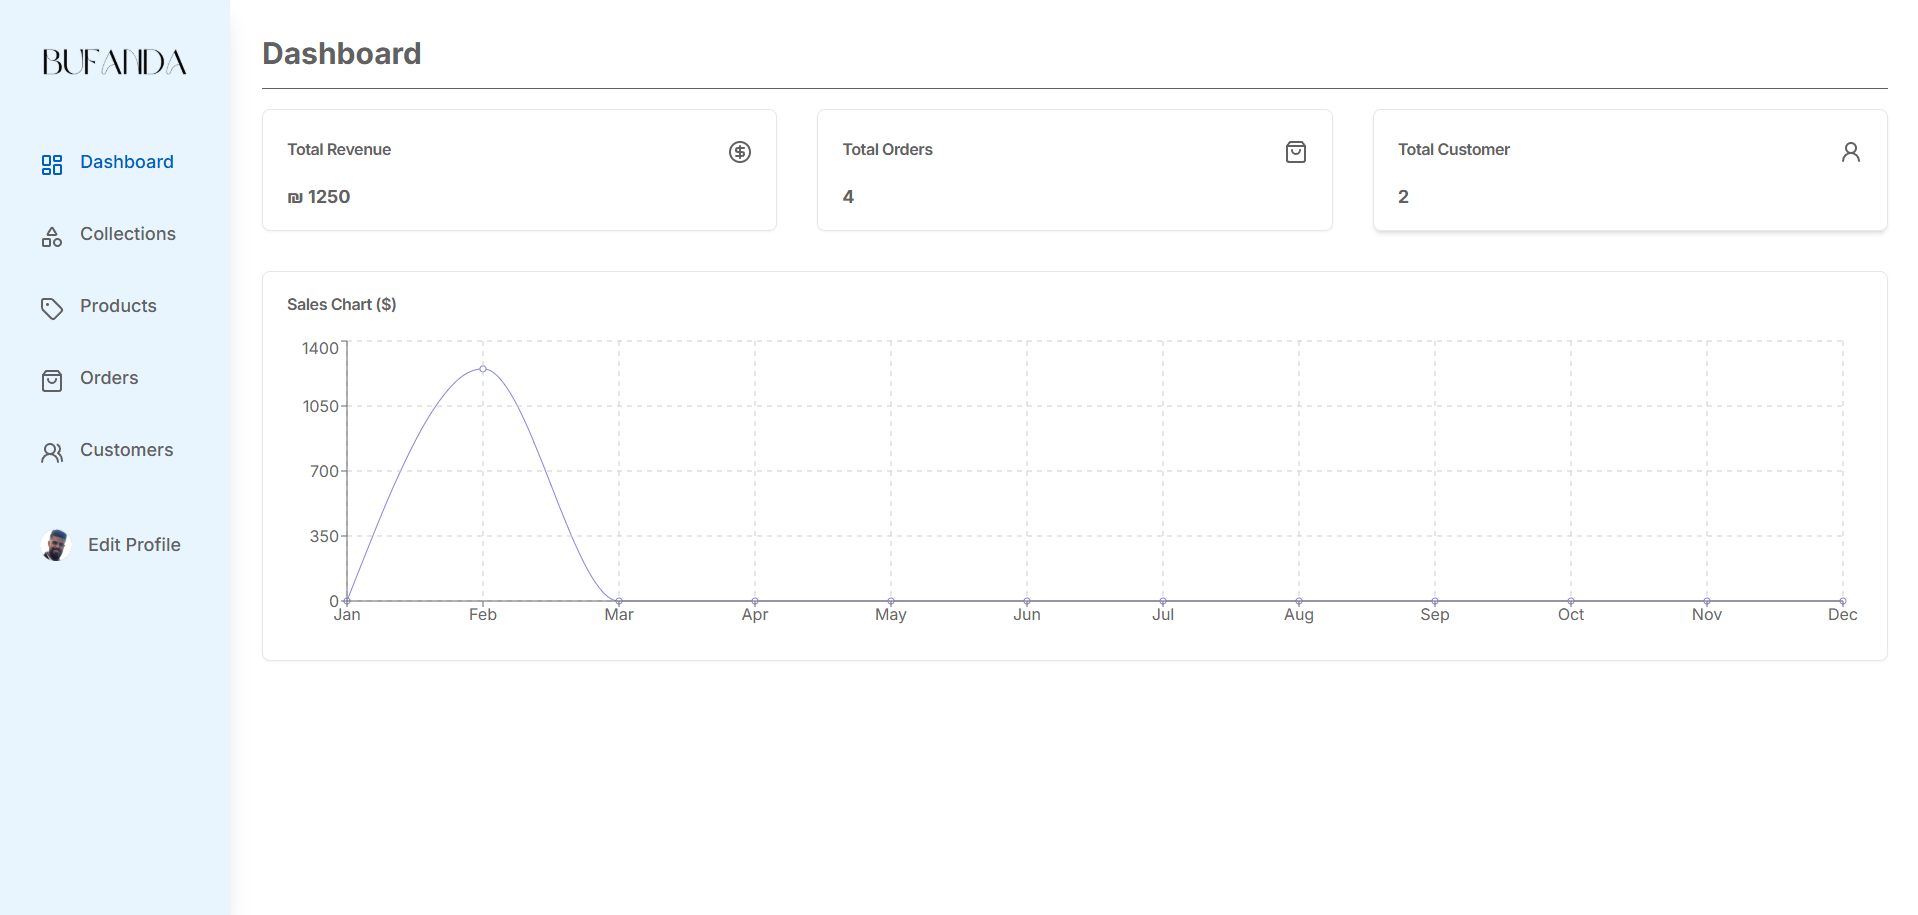 BUFANDA
Dashboard
Collections
Products
Orders
Customers
Edit Profile
Dashboard
Total Revenue
₪ 1250
Total Orders
4
Total Customer
2
Sales Chart ($)
1400
1050
700
350
0
Jan Feb Mar Apr May Jun Jul Aug Sep Oct Nov Dec